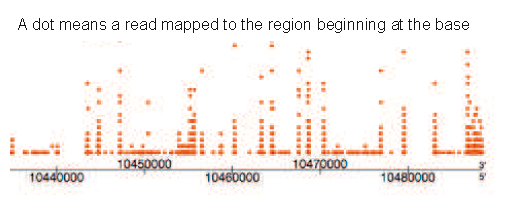 A dot means a read mapped to the region beginning at the base
10450000 10470000 3'
10440000 10460000 10480000 5'